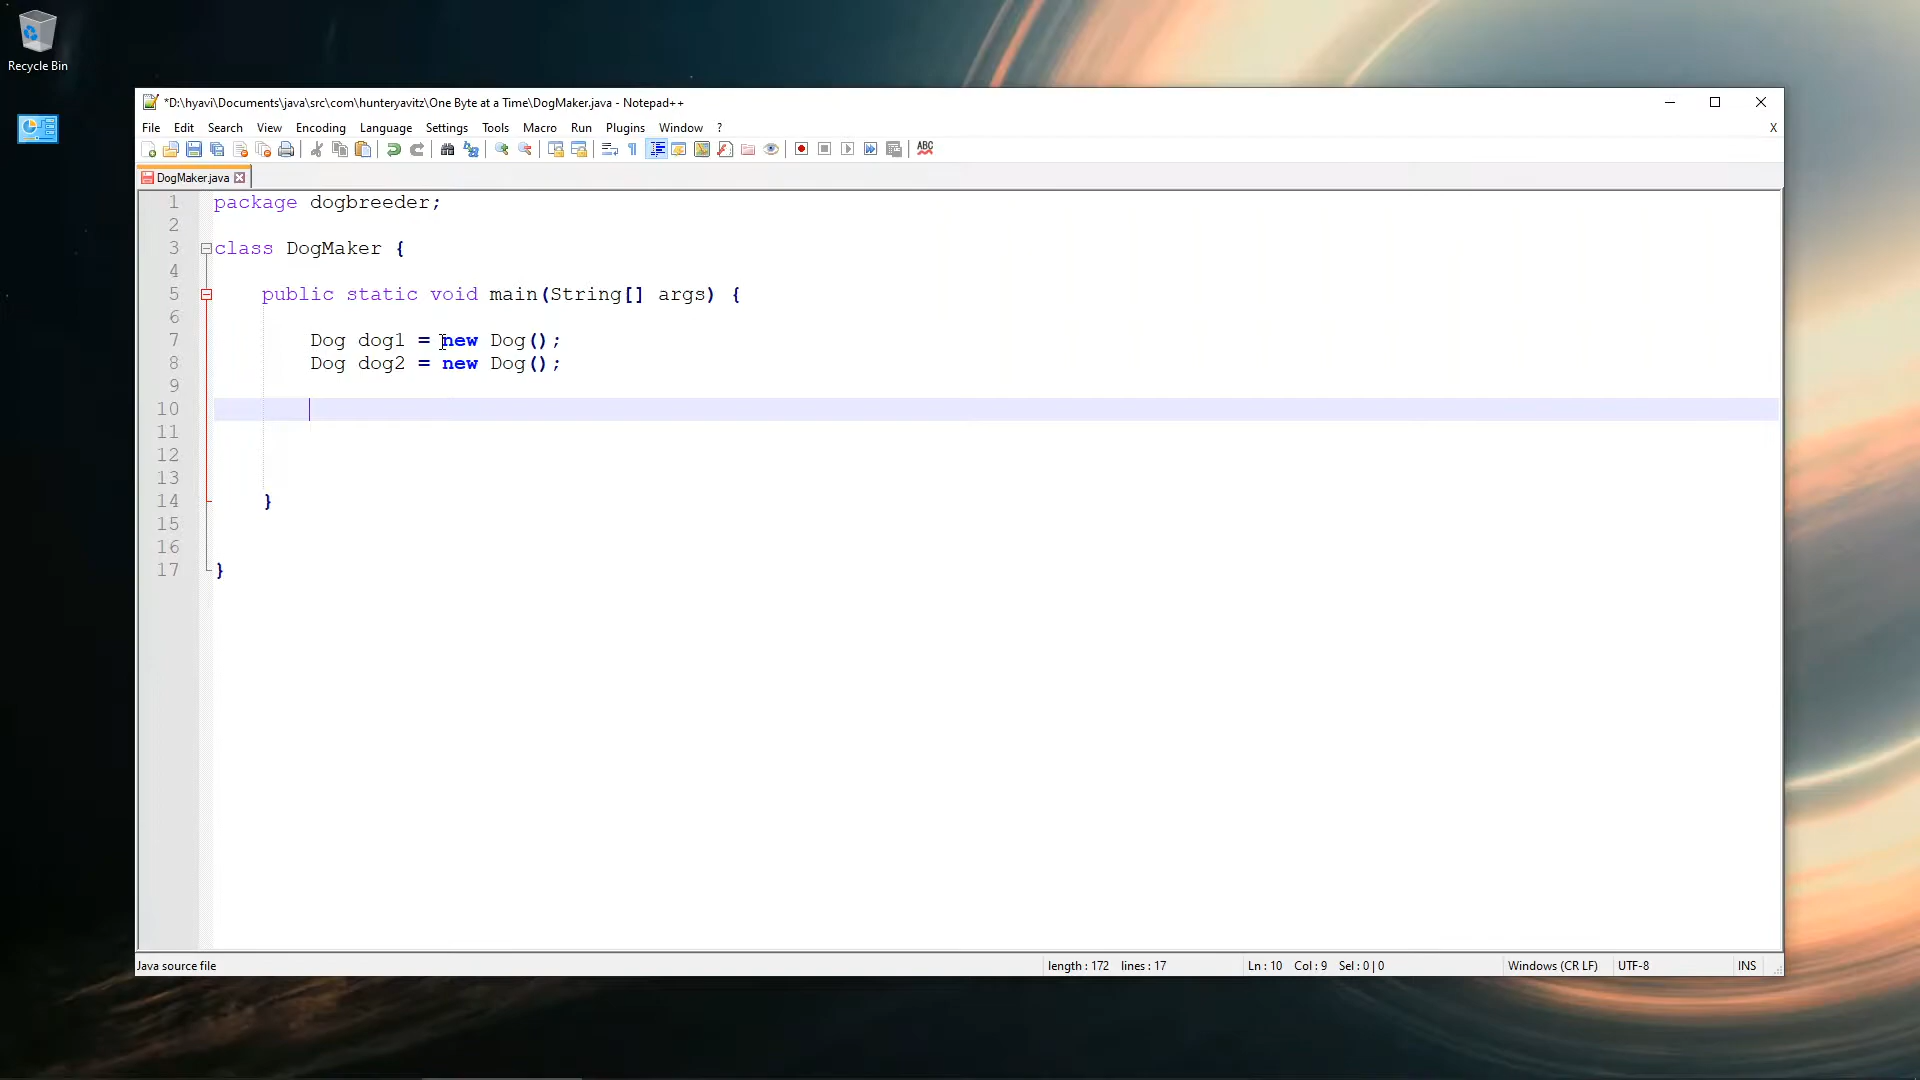 Recycle Bin
*D:\hyavi\Documents\java\src\com\hunteryavitz\One Byte at a Time\DogMaker.java - Notepad++
File Edit Search View Encoding Language Settings Tools Macro Run Plugins Window ? X
ABC
DogMaker.java
1 package dogbreeder;
2
3 class DogMaker {
4
5 public static void main(String[] args) {
6
7 Dog dog1 = new Dog();
8 Dog dog2 = new Dog();
9
10
11
12
13
14 }
15
16
17 }
Java source file length : 172 lines : 17 Ln : 10 Col : 9 Sel : 0 | 0 Windows (CR LF) UTF-8 INS